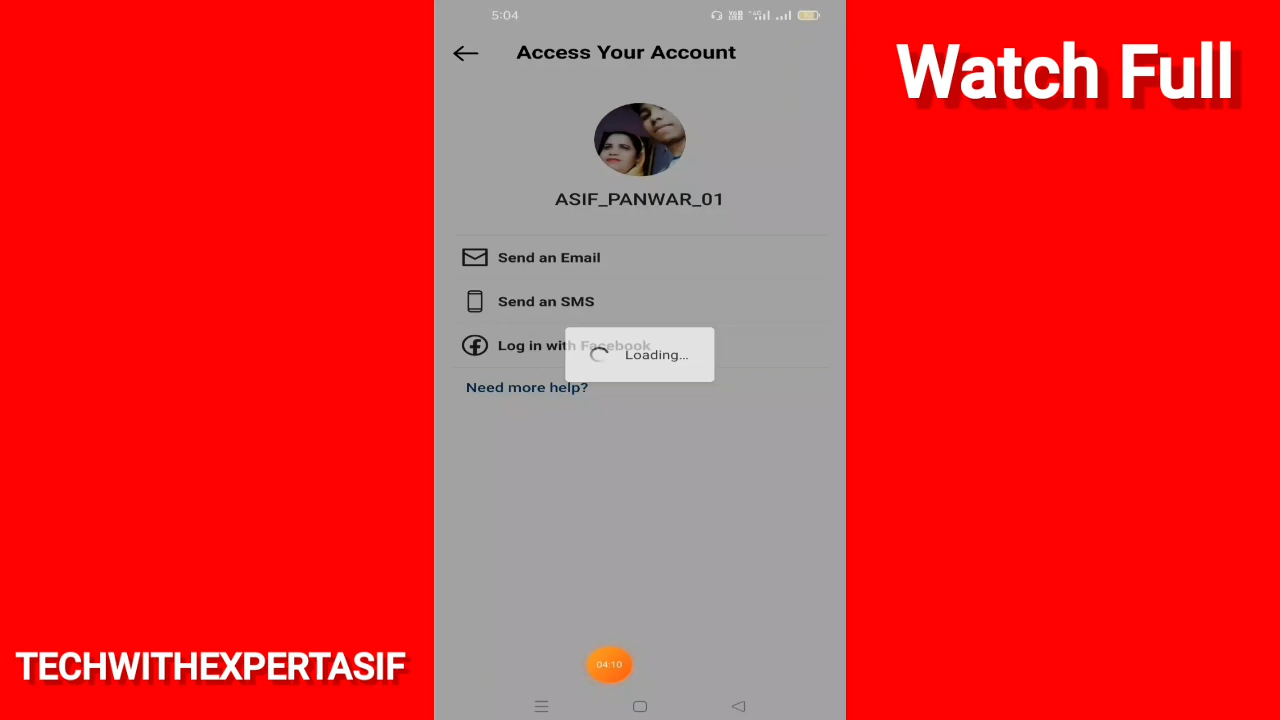 5:04
Watch Full
Access Your Account
ASIF_PANWAR_01
Send an Email
Send an SMS
Log in with Facebook
Loading...
Need more help?
TECHWITHEXPERTASIF
04:10